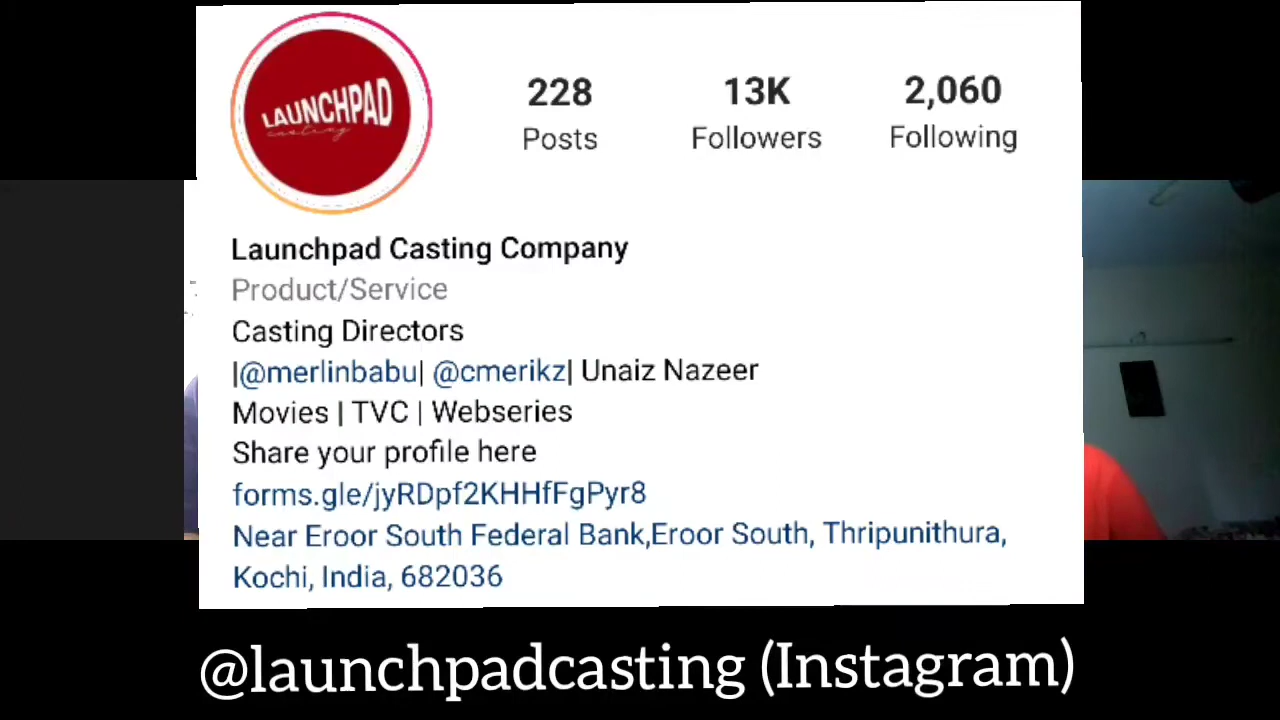 LAUNCHPAD
casting
228 13K 2,060
Posts Followers Following
Launchpad Casting Company
Product/Service
Casting Directors
|@merlinbabu| @cmerikz| Unaiz Nazeer
Movies | TVC | Webseries
Share your profile here
forms.gle/jyRDpf2KHHfFgPyr8
Near Eroor South Federal Bank,Eroor South, Thripunithura,
Kochi, India, 682036
@launchpadcasting (Instagram)